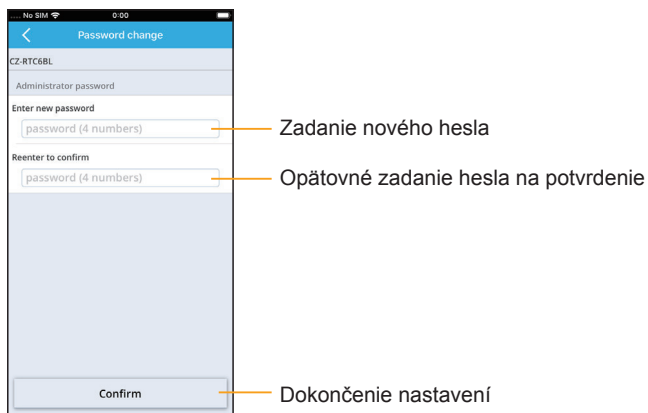 .... No SIM 0:00
Password change
CZ-RTC6BL
Administrator password
Enter new password
password (4 numbers)
Zadanie nového hesla
Reenter to confirm
password (4 numbers)
Opätovné zadanie hesla na potvrdenie
Confirm
Dokončenie nastavení